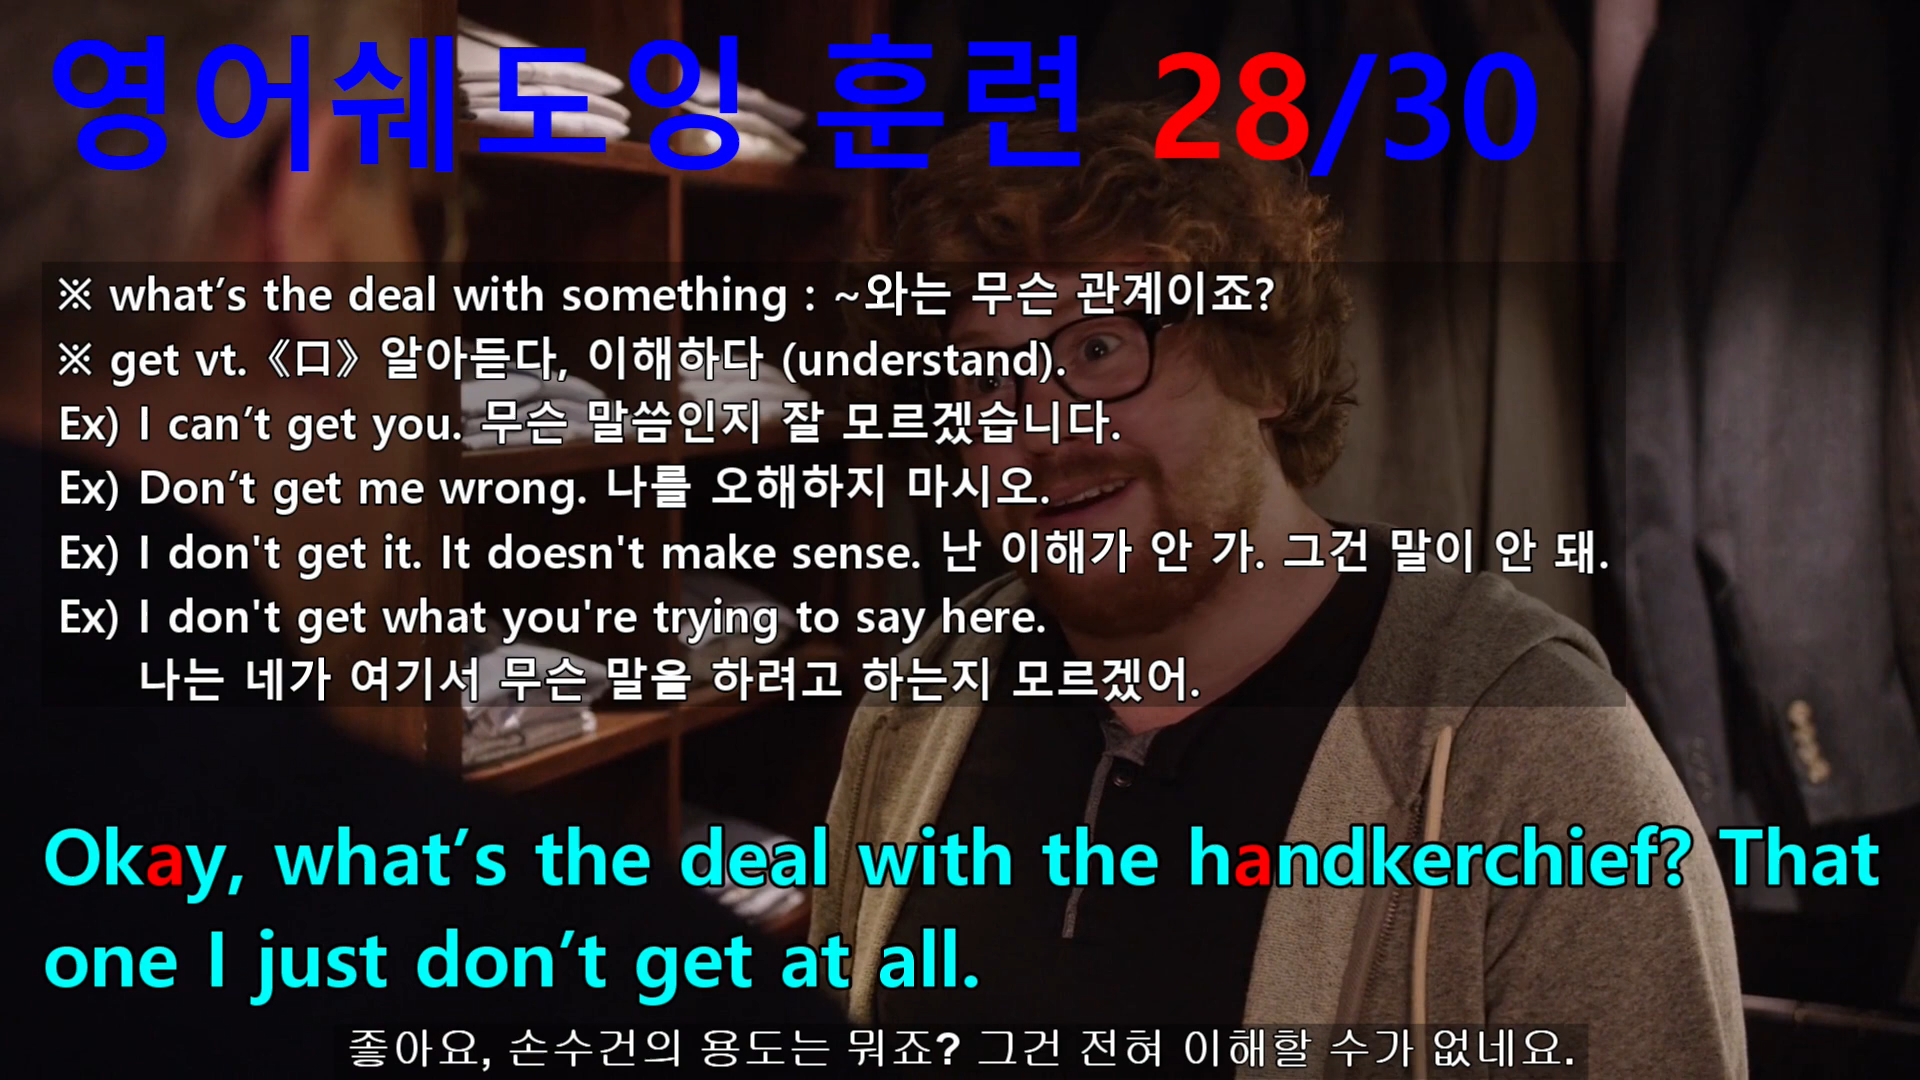 영어쉐도잉 훈련 28/30
※ what's the deal with something : ~와는 무슨 관계이죠?
※ get vt.《口》알아듣다, 이해하다 (understand).
Ex) I can't get you. 무슨 말씀인지 잘 모르겠습니다.
Ex) Don't get me wrong. 나를 오해하지 마시오.
Ex) I don't get it. It doesn't make sense. 난 이해가 안 가. 그건 말이 안 돼.
Ex) I don't get what you're trying to say here.
나는 네가 여기서 무슨 말을 하려고 하는지 모르겠어.
Okay, what's the deal with the handkerchief? That
one I just don't get at all.
좋아요, 손수건의 용도는 뭐죠? 그건 전혀 이해할 수가 없네요.